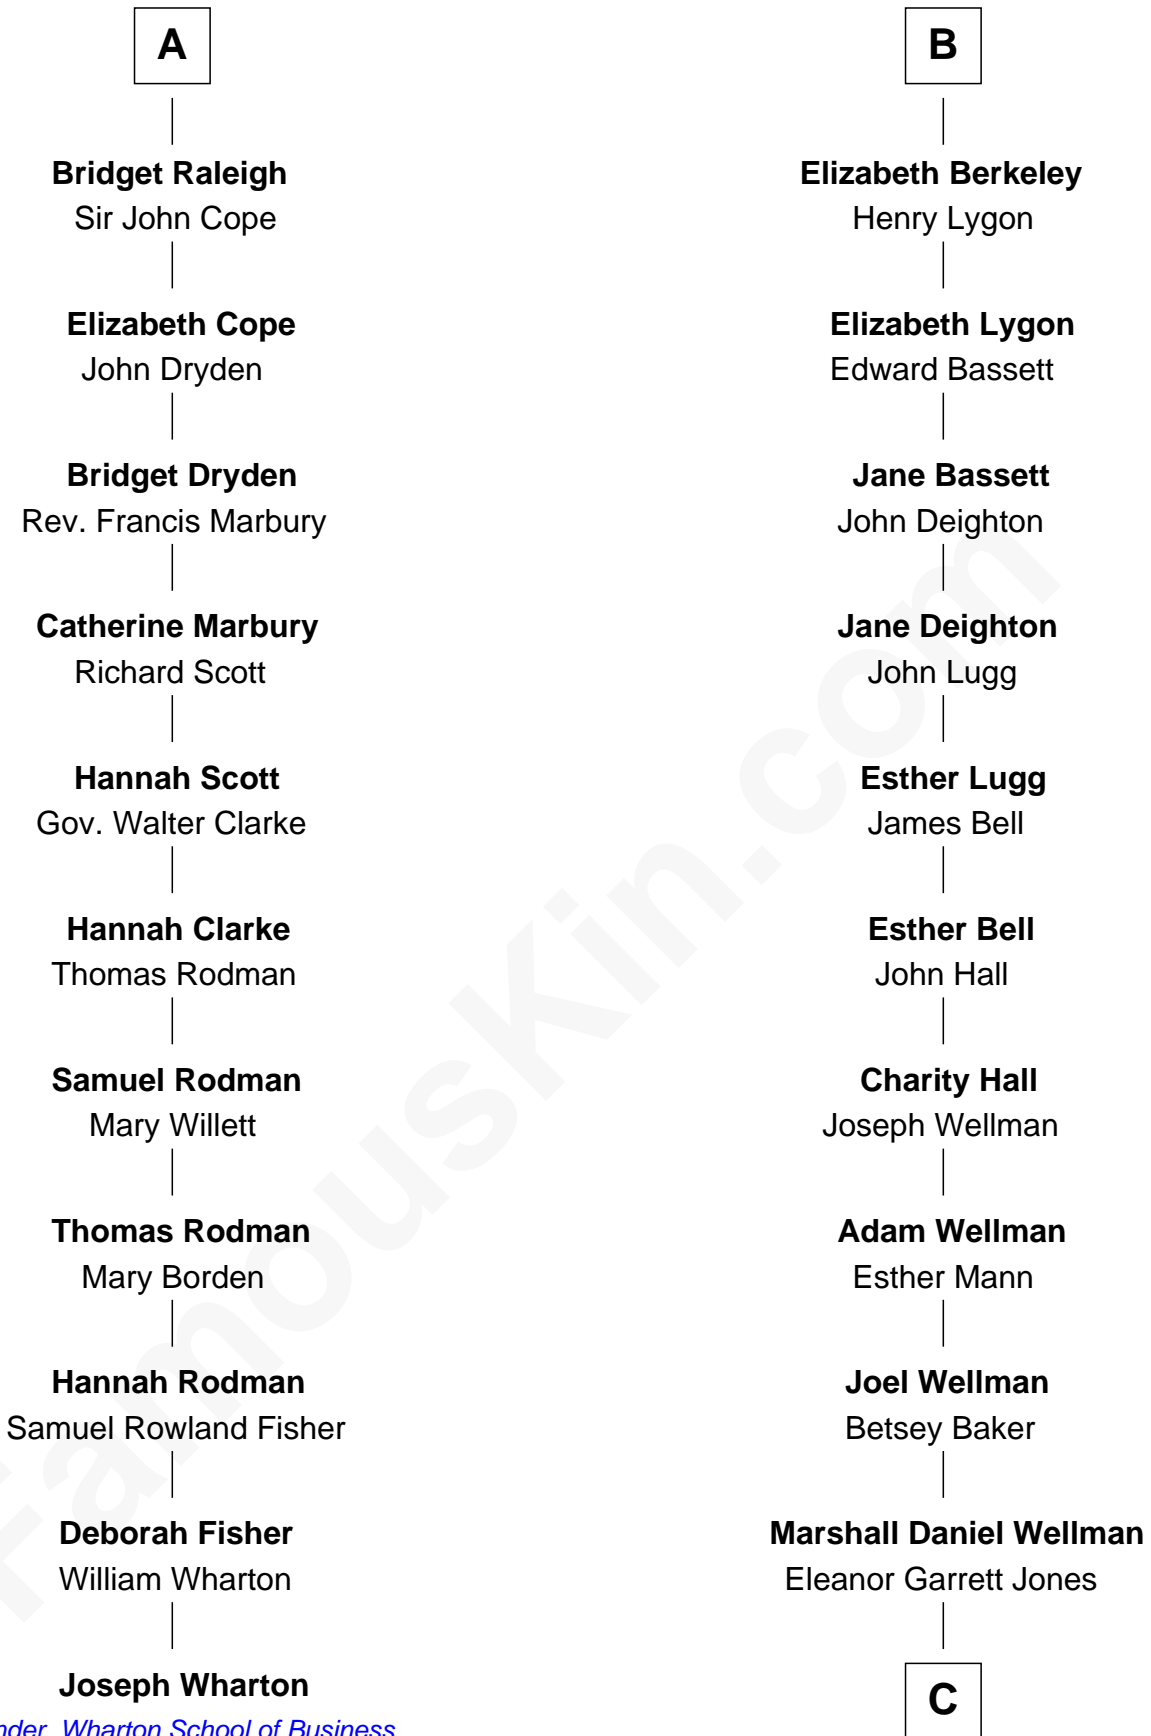 A
Bridget Raleigh
Sir John Cope
Elizabeth Cope
John Dryden
Bridget Dryden
Rev. Francis Marbury
Catherine Marbury
Richard Scott
Hannah Scott
Gov. Walter Clarke
Hannah Clarke
Thomas Rodman
Samuel Rodman
Mary Willett
Thomas Rodman
Mary Borden
Hannah Rodman
Samuel Rowland Fisher
Deborah Fisher
William Wharton
Joseph Wharton
Wharton School of Business
B
Elizabeth Berkeley
Henry Lygon
Elizabeth Lygon
Edward Bassett
Jane Bassett
John Deighton
Jane Deighton
John Lugg
Esther Lugg
James Bell
Esther Bell
John Hall
Charity Hall
Joseph Wellman
Adam Wellman
Esther Mann
Joel Wellman
Betsey Baker
Marshall Daniel Wellman
Eleanor Garrett Jones
C
FamousKin.com